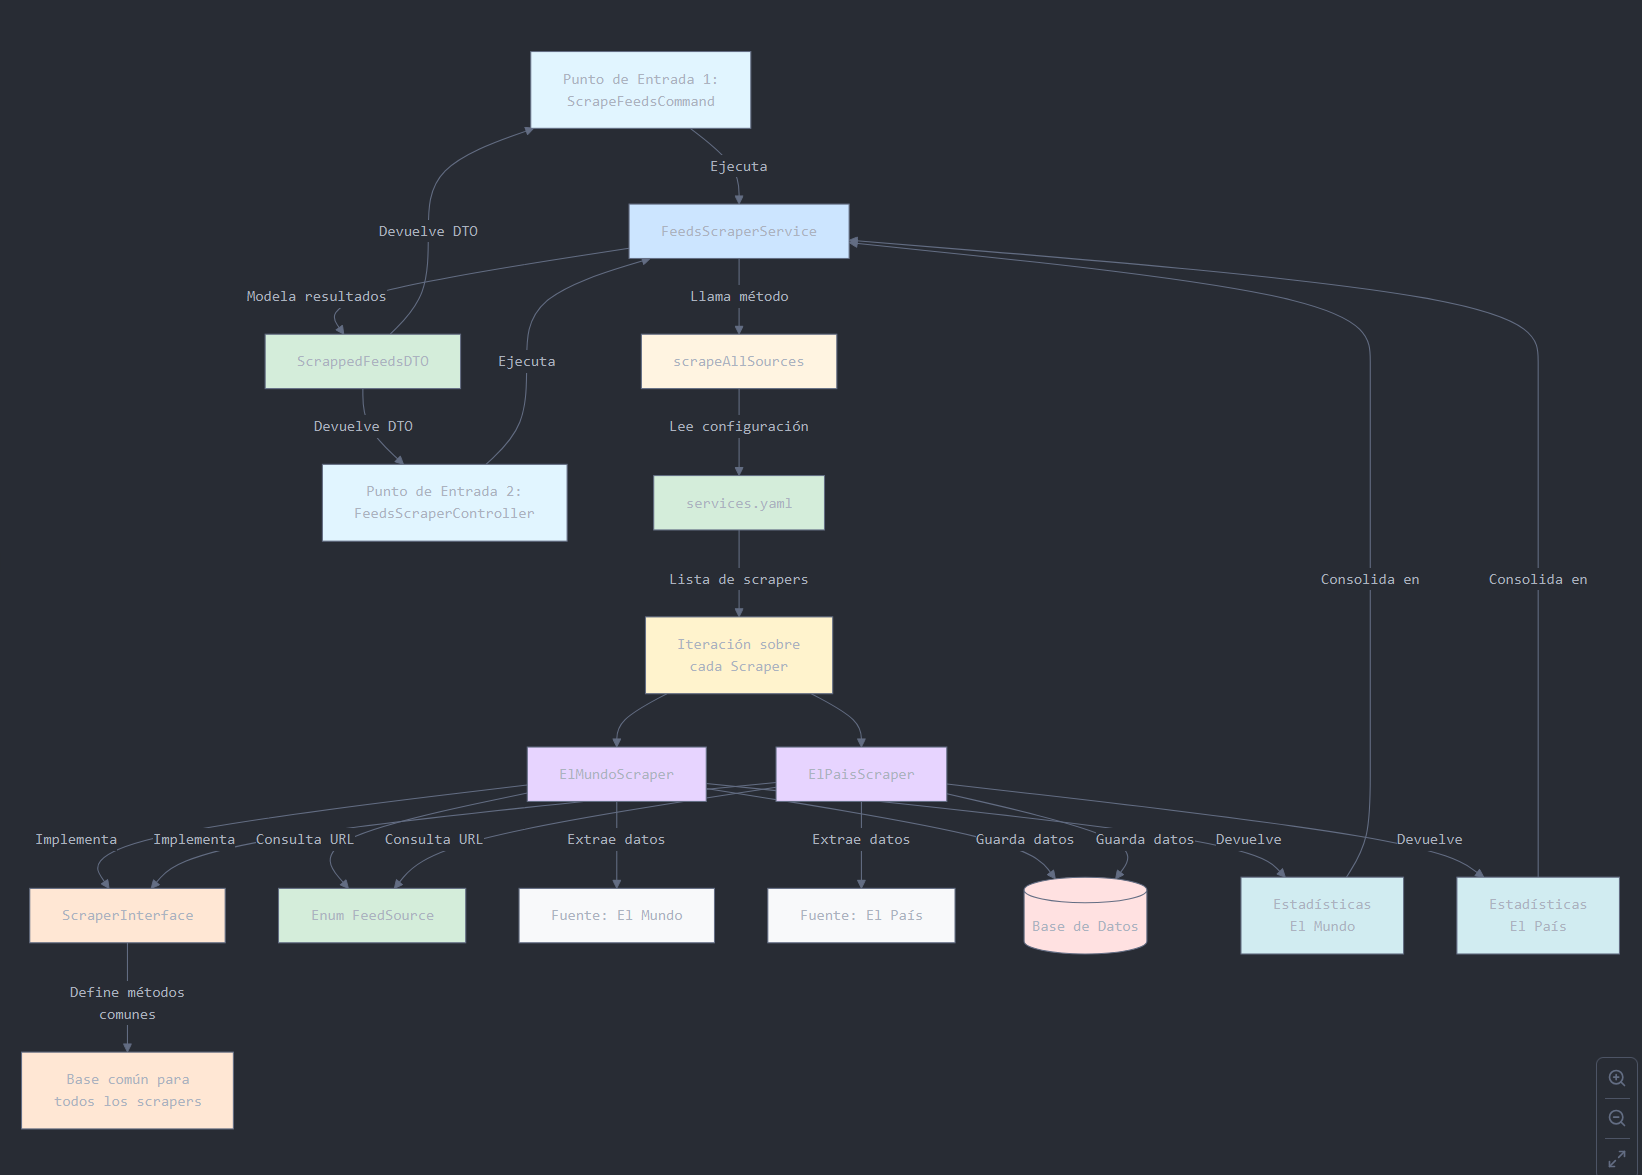 Punto de Entrada 1:
ScrapeFeedsCommand
Ejecuta
Devuelve DTO
FeedsScraperService
Modela resultados
Llama método
ScrappedFeedsDTO
Ejecuta
scrapeAllSources
Devuelve DTO
Lee configuración
Punto de Entrada 2:
FeedsScraperController
services.yaml
Lista de scrapers
Consolida en
Consolida en
Iteración sobre
cada Scraper
ElMundoScraper
ElPaisScraper
Implementa
Implementa
Consulta URL
Consulta URL
Extrae datos
Extrae datos
Guarda datos
Guarda datos
Devuelve
Devuelve
ScraperInterface
Enum FeedSource
Fuente: El Mundo
Fuente: El País
Base de Datos
Estadísticas
El Mundo
Estadísticas
El País
Define métodos
comunes
Base común para
todos los scrapers